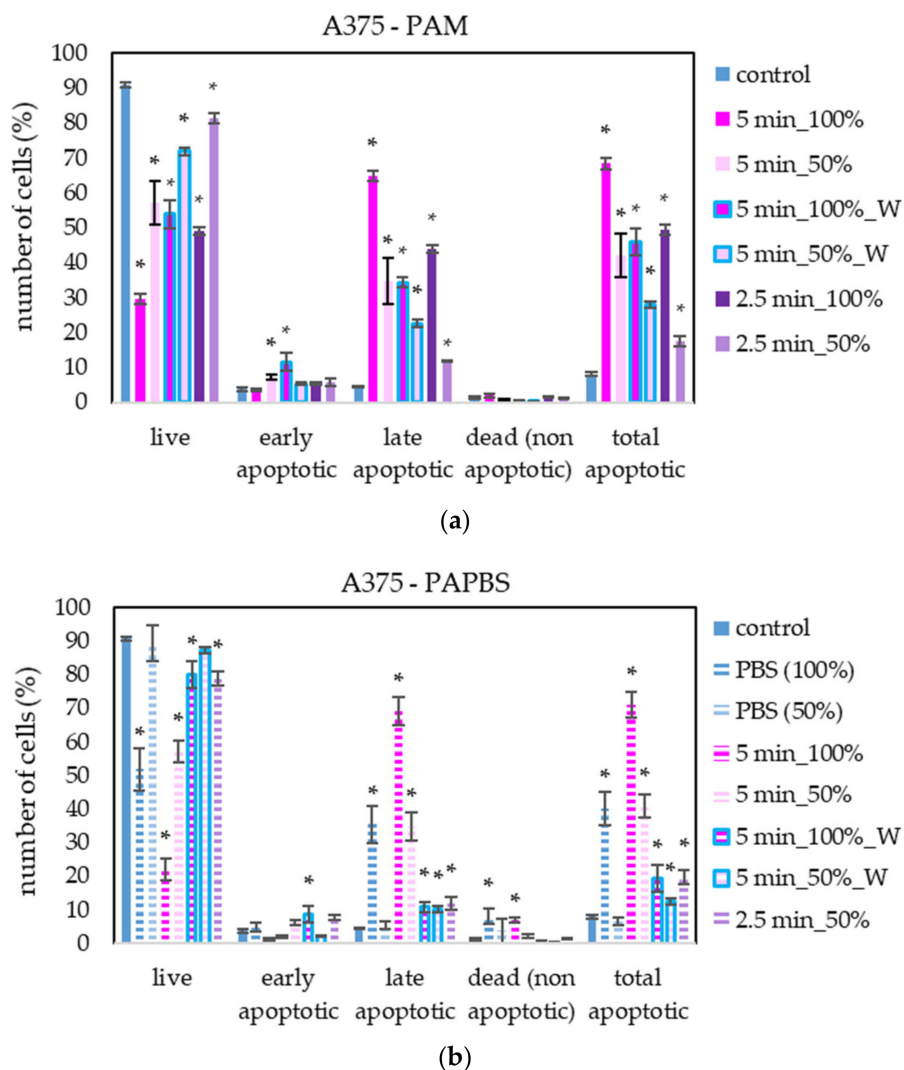 A375 - PAM
number of cells (%)
100
90
80
70
60
50
40
30
20
10
0
* * * * * *
* *
* * * * * *
* * * * * *
live
early
apoptotic
late
apoptotic
dead (non
apoptotic)
total
apoptotic
control
5 min_100%
5 min_50%
5 min_100%_W
5 min_50%_W
2.5 min_100%
2.5 min_50%
(a)
A375 - PAPBS
number of cells (%)
100
90
80
70
60
50
40
30
20
10
0
* * * * *
*
* * * * * *
* *
* * * * * *
live
early
apoptotic
late
apoptotic
dead (non
apoptotic)
total
apoptotic
control
PBS (100%)
PBS (50%)
5 min_100%
5 min_50%
5 min_100%_W
5 min_50%_W
2.5 min_50%
(b)